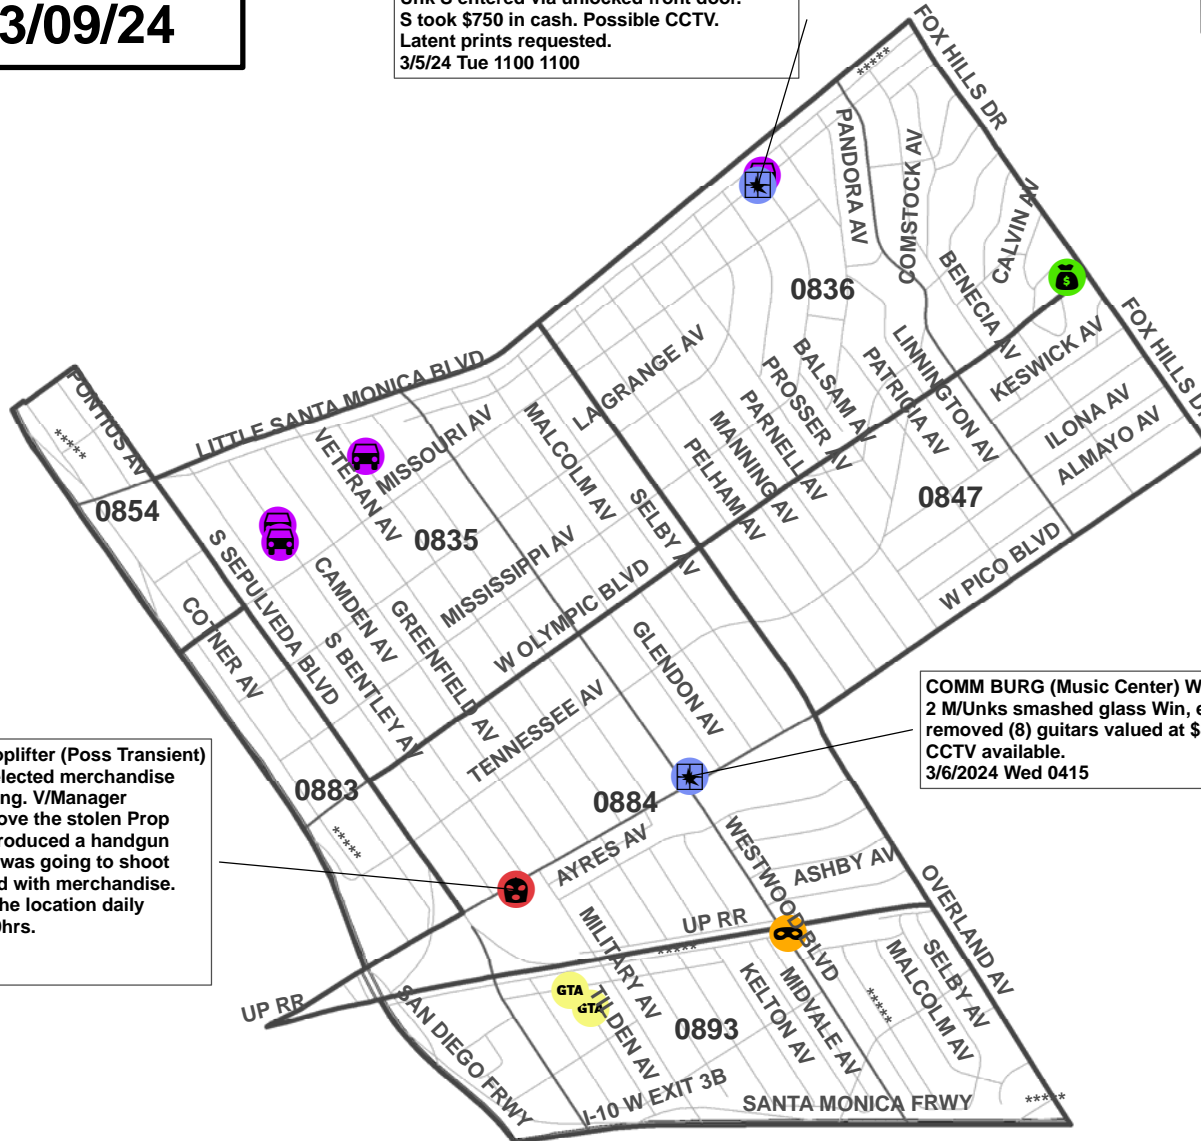 3/09/24
S took $750 in cash. Possible CCTV.
Latent prints requested.
3/5/24 Tue 1100 1100
FOX HILLS DR
*****
PANDORA AV
COMSTOCK AV
CALVIN AV
BENECIA AV
0836
$
FOX HILLS DR
KESWICK AV
LINNINGTON AV
PATRICIA AV
BALSAM AV
PROSSER AV
PARNELL AV
MANNING AV
PELHAM AV
LA GRANGE AV
ILONA AV
ALMAYO AV
0847
W PICO BLVD
PONTIUS AV
*****
LITTLE SANTA MONICA BLVD
VETERAN AV
MISSOURI AV
MALCOLM AV
SELBY AV
0854
0835
MISSISSIPPI AV
W OLYMPIC BLVD
S SEPULVEDA BLVD
CAMDEN AV
GREENFIELD AV
S BENTLEY AV
COTNER AV
GLENDON AV
TENNESSEE AV
COMM BURG (Music Center) W
2 M/Unks smashed glass Win, e
removed (8) guitars valued at $
CCTV available.
3/6/2024 Wed 0415
oplifter (Poss Transient)
elected merchandise
ing. V/Manager
ove the stolen Prop
roduced a handgun
was going to shoot
d with merchandise.
he location daily
0hrs.
0883
*****
0884
AYRES AV
WESTWOOD BLVD
ASHBY AV
OVERLAND AV
UP RR
*****
MILITARY AV
UP RR
GTA
GTA
TILDEN AV
SAN DIEGO FRWY
0893
KELTON AV
MIDVALE AV
*****
MALCOLM AV
SELBY AV
I-10 W EXIT 3B
SANTA MONICA FRWY
*****